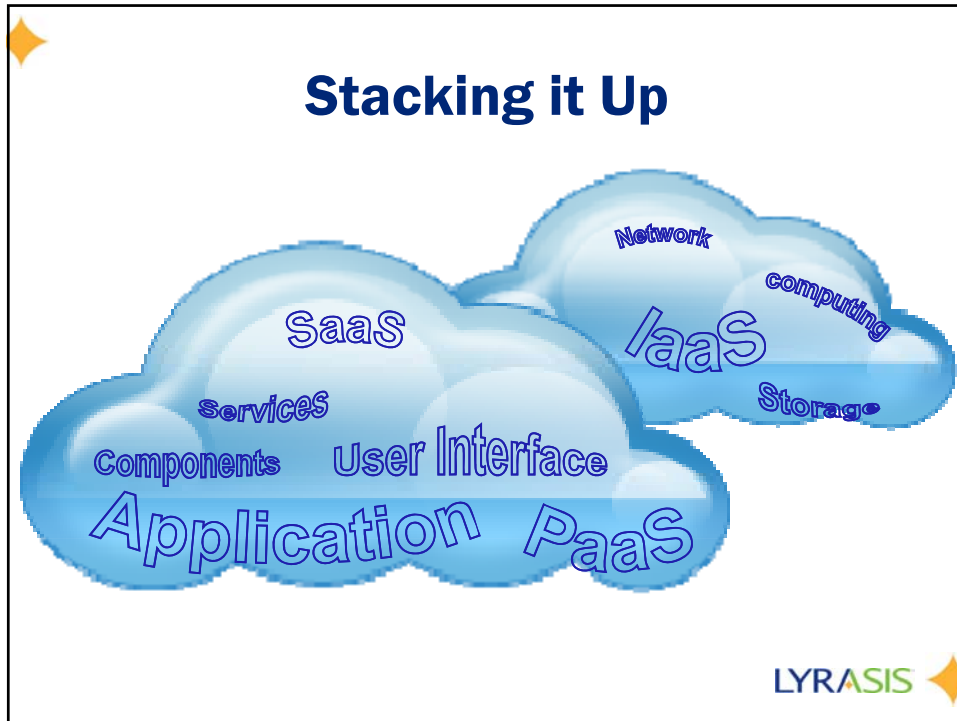 Stacking it Up
Network
computing
IaaS
Storage
SaaS
Services
Components
User Interface
Application
PaaS
LYRASIS